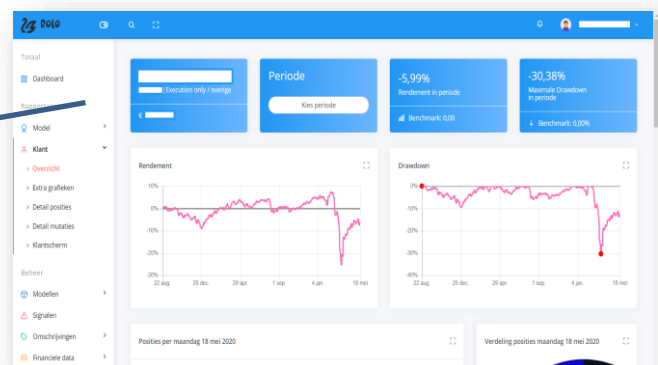 ROLO
Totaal
Dashboard
Model
Klant
Overzicht
Extra grafieken
Detail posities
Detail mutaties
Klantscherm
Beheer
Modellen
Signalen
Omschrijvingen
Financiele data
| Execution only / overige
€
Periode
Kies periode
-5,99%
Rendement in periode
Benchmark: 0,00
-30,38%
Maximale Drawdown
in periode
Benchmark: 0,00%
Rendement
10%
0%
-10%
-20%
-30%
22 aug. 25 dec. 29 apr. 1 sep. 4 jan. 18 mei
Drawdown
0%
-10%
-20%
-30%
-40%
22 aug. 25 dec. 29 apr. 1 sep. 4 jan. 18 mei
Posities per maandag 18 mei 2020
Verdeling posities maandag 18 mei 2020